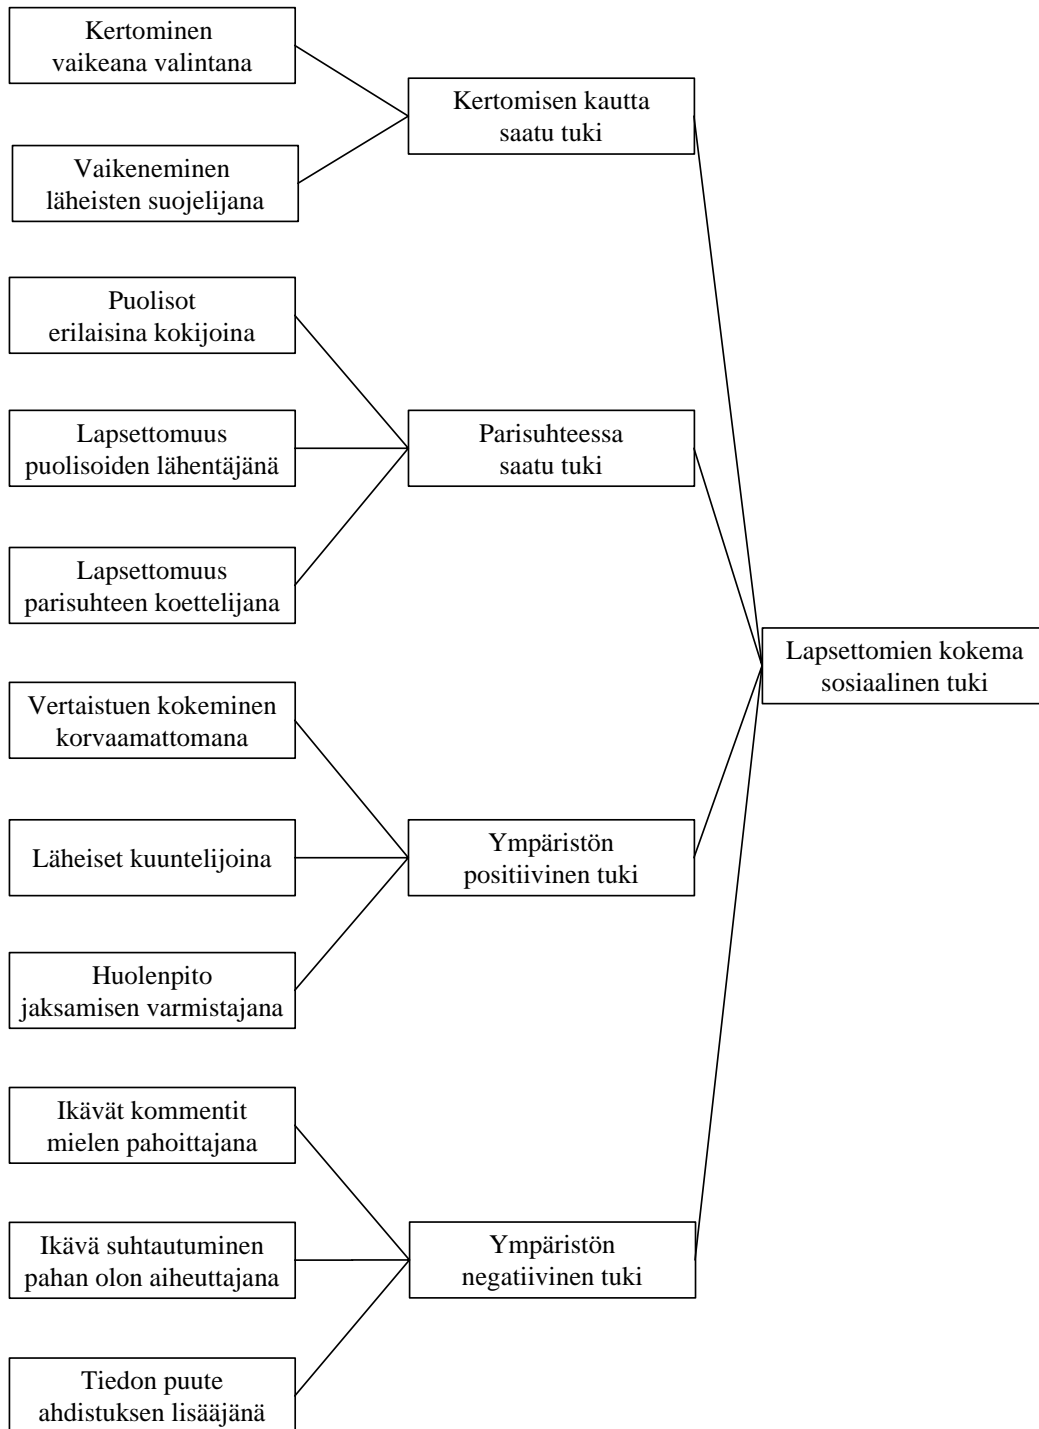 Kertominen
vaikeana valintana
Vaikeneminen
läheisten suojelijana
Kertomisen kautta
saatu tuki
Puolisot
erilaisina kokijoina
Lapsettomuus
puolisoiden lähentäjänä
Lapsettomuus
parisuhteen koettelijana
Parisuhteessa
saatu tuki
Vertaistuen kokeminen
korvaamattomana
Läheiset kuuntelijoina
Huolenpito
jaksamisen varmistajana
Ympäristön
positiivinen tuki
Ikävät kommentit
mielen pahoittajana
Ikävä suhtautuminen
pahan olon aiheuttajana
Tiedon puute
ahdistuksen lisääjänä
Ympäristön
negatiivinen tuki
Lapsettomien kokema
sosiaalinen tuki